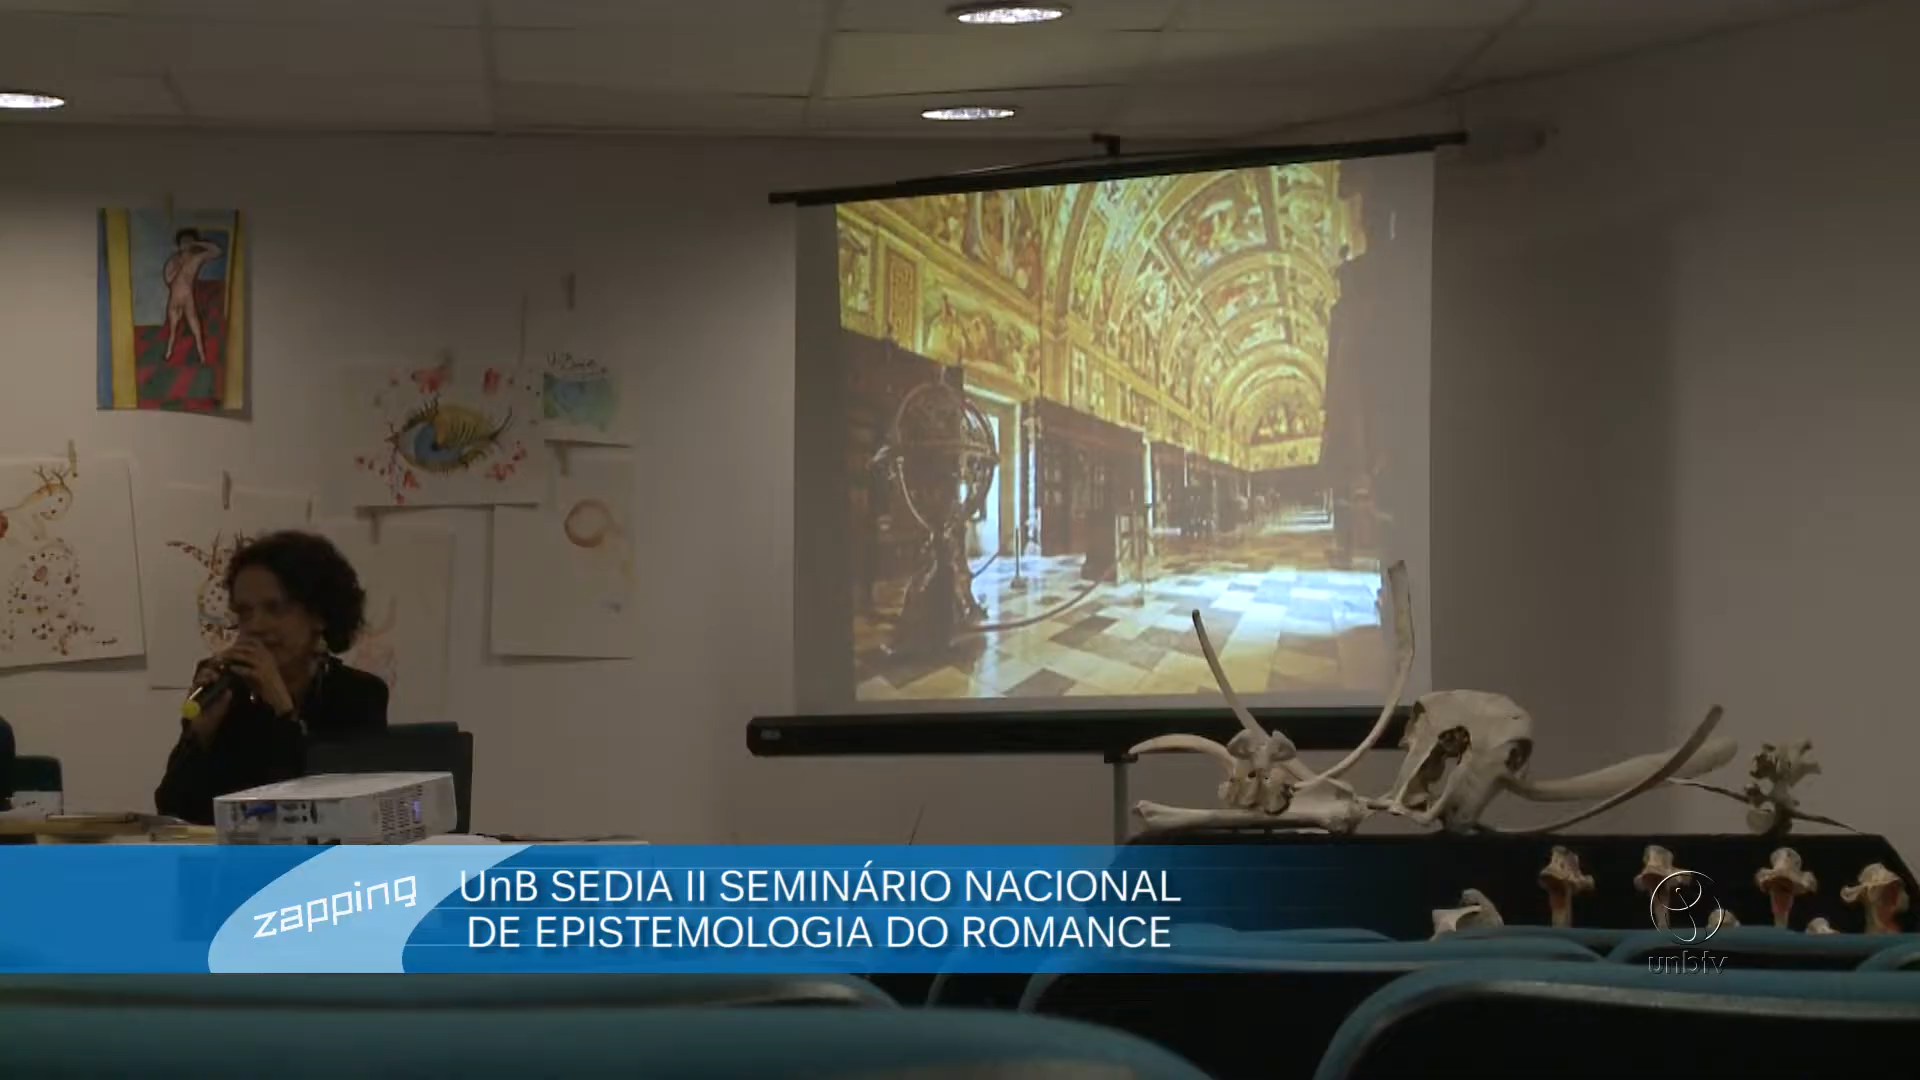 zapping
UnB SEDIA II SEMINÁRIO NACIONAL
DE EPISTEMOLOGIA DO ROMANCE
unbtv